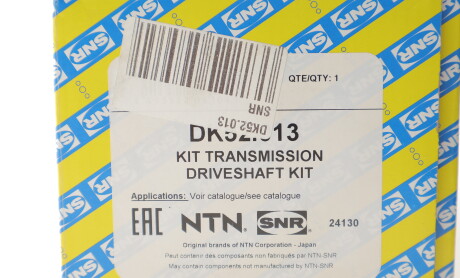 SNR
QTE/QTY: 1
SNR
DK52.013
DK52.013
KIT TRANSMISSION
DRIVESHAFT KIT
Applications: Voir catalogue/see catalogue
EAC NTN. SNR 24130
Original brands of NTN Corporation - Japan
Peut contenir des composants non fabriqués par NTN-SNR
May contain components not manufactured by NTN-SNR